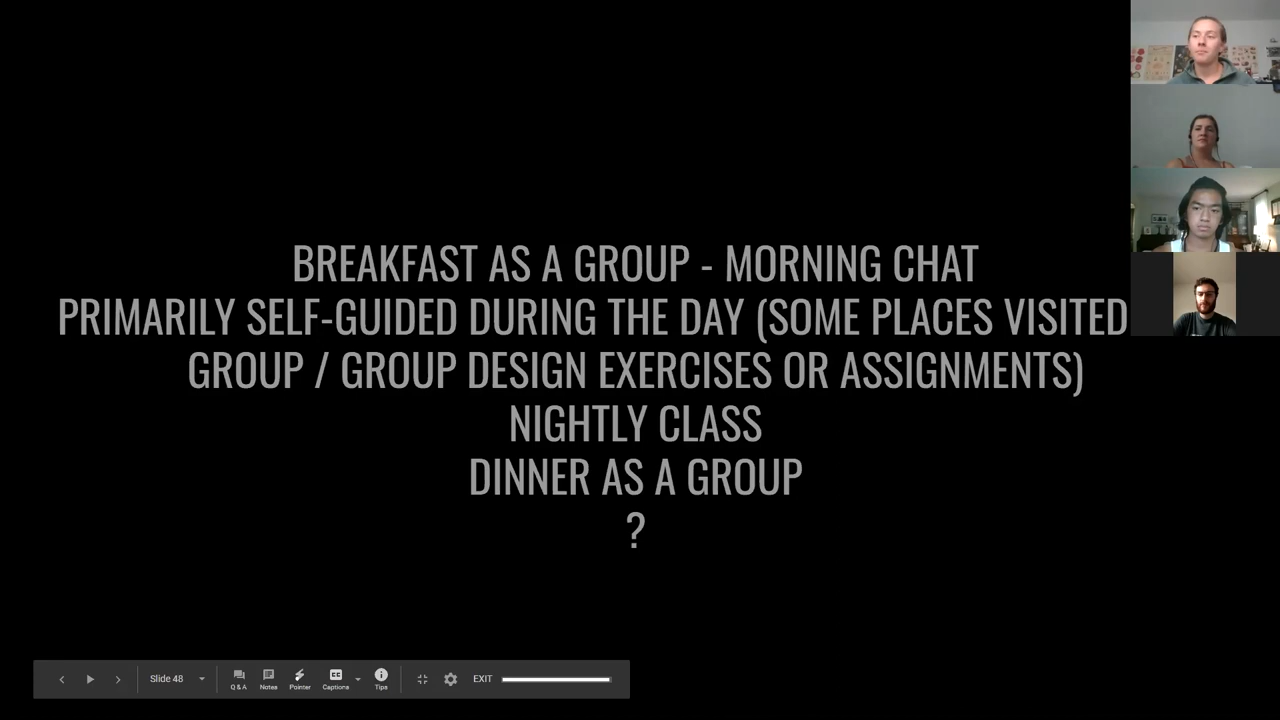 BREAKFAST AS A GROUP - MORNING CHAT
PRIMARILY SELF-GUIDED DURING THE DAY (SOME PLACES VISITED
GROUP / GROUP DESIGN EXERCISES OR ASSIGNMENTS)
NIGHTLY CLASS
DINNER AS A GROUP
?
Slide 48
Q & A
Notes
Pointer
CC
Captions
Tips
EXIT